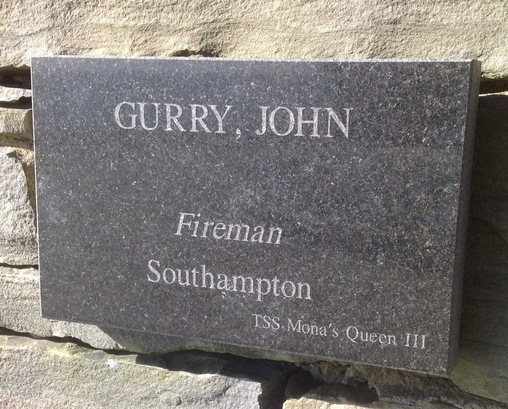 GURRY, JOHN
Fireman
Southampton
TSS. Mona's Queen III